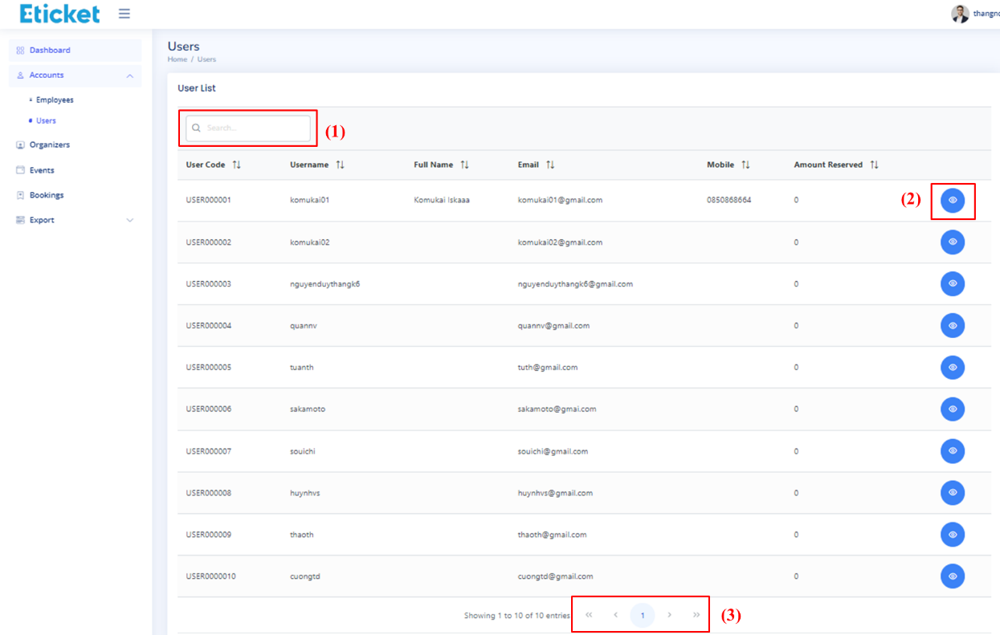 Eticket
thangn
Dashboard
Accounts
Employees
Users
Organizers
Events
Bookings
Export
Users
Home / Users
User List
Search... (1)
User Code Username Full Name Email Mobile Amount Reserved
USER000001 komukai01 Komukai Iskaaa komukai01@gmail.com 0850868664 0 (2)
USER000002 komukai02 komukai02@gmail.com 0
USER000003 nguyenduythangk6 nguyenduythangk6@gmail.com 0
USER000004 quannv quannv@gmail.com 0
USER000005 tuanth tuth@gmail.com 0
USER000006 sakamoto sakamoto@gmai.com 0
USER000007 souichi souichi@gmail.com 0
USER000008 huynhvs huynhvs@gmail.com 0
USER000009 thaoth thaoth@gmail.com 0
USER0000010 cuongtd cuongtd@gmail.com 0
Showing 1 to 10 of 10 entries « ‹ 1 › » (3)